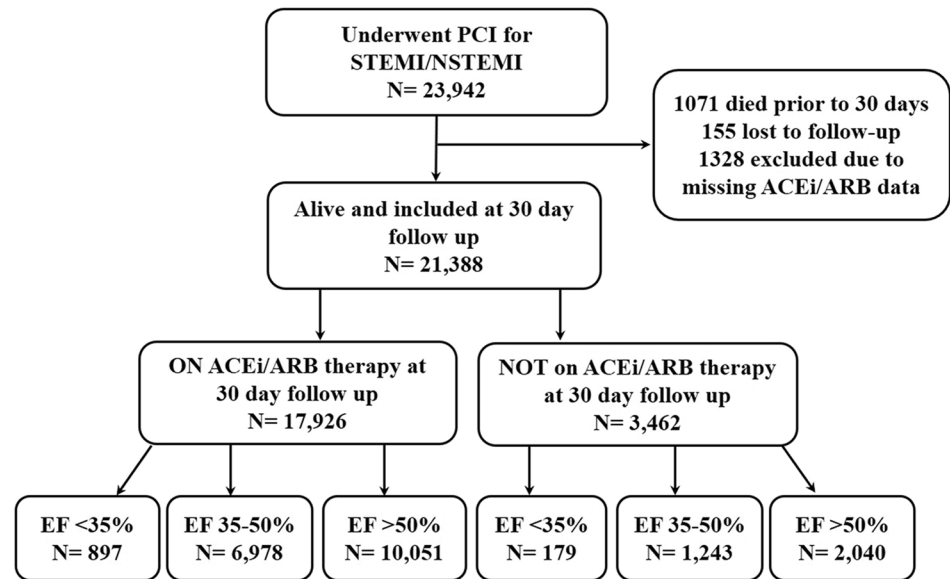 Underwent PCI for
STEMI/NSTEMI
N= 23,942
1071 died prior to 30 days
155 lost to follow-up
1328 excluded due to
missing ACEi/ARB data
Alive and included at 30 day
follow up
N= 21,388
ON ACEi/ARB therapy at
30 day follow up
N= 17,926
NOT on ACEi/ARB therapy
at 30 day follow up
N= 3,462
EF <35%
N= 897
EF 35-50%
N= 6,978
EF >50%
N= 10,051
EF <35%
N= 179
EF 35-50%
N= 1,243
EF >50%
N= 2,040